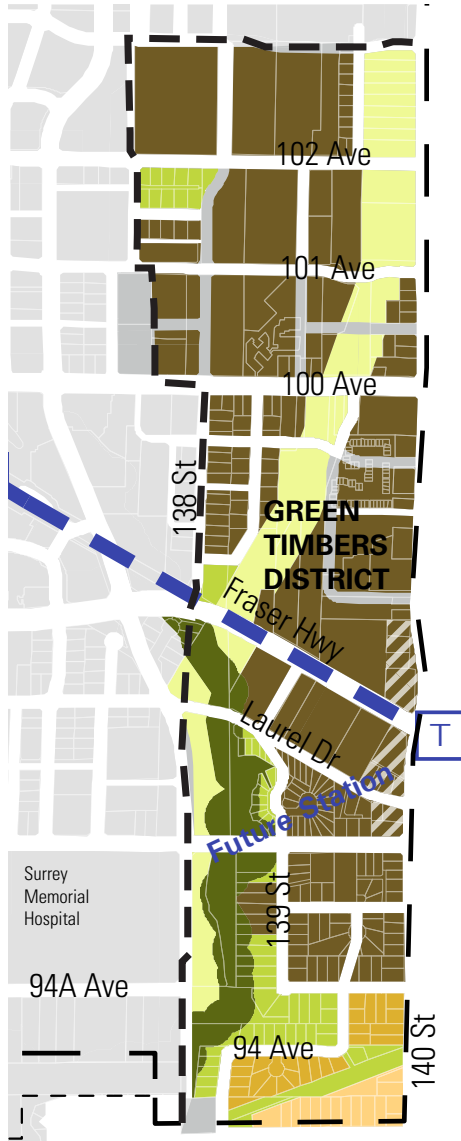 102 Ave
101 Ave
100 Ave
138 St
GREEN
TIMBERS
DISTRICT
Fraser Hwy
T
Laurel Dr
Future Station
Surrey
Memorial
Hospital
139 St
94A Ave
94 Ave
140 St